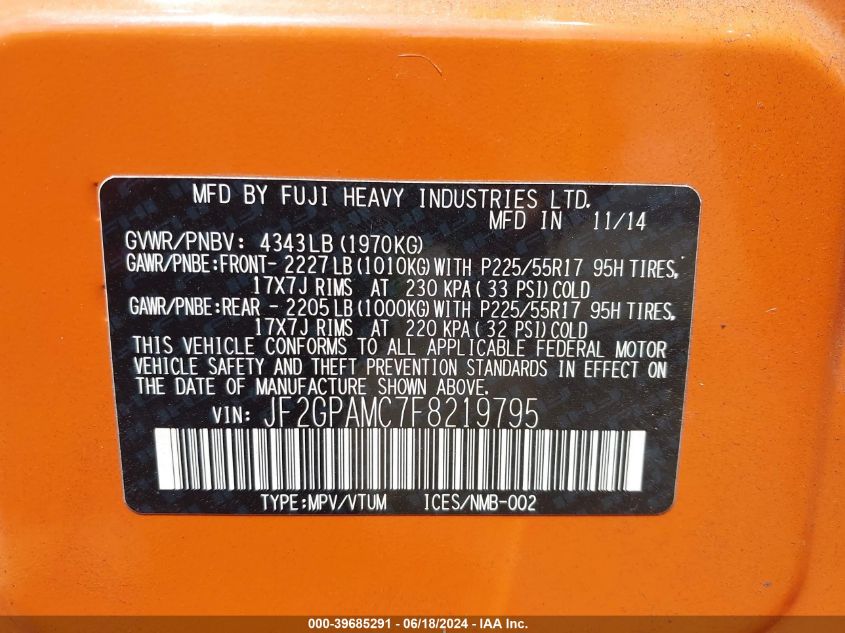 MFD BY FUJI HEAVY INDUSTRIES LTD.
MFD IN 11/14
GVWR/PNBV: 4343LB (1970KG)
GAWR/PNBE:FRONT- 2227LB (1010KG) WITH P225/55R17 95H TIRES,
17X7J RIMS AT 230 KPA ( 33 PSI) COLD
GAWR/PNBE:REAR - 2205LB (1000KG) WITH P225/55R17 95H TIRES,
17X7J RIMS AT 220 KPA ( 32 PSI) COLD
THIS VEHICLE CONFORMS TO ALL APPLICABLE FEDERAL MOTOR
VEHICLE SAFETY AND THEFT PREVENTION STANDARDS IN EFFECT ON
THE DATE OF MANUFACTURE SHOWN ABOVE.
VIN: JF2GPAMC7F8219795
TYPE:MPV/VTUM ICES/NMB-002
000-39685291 - 06/18/2024 - IAA Inc.